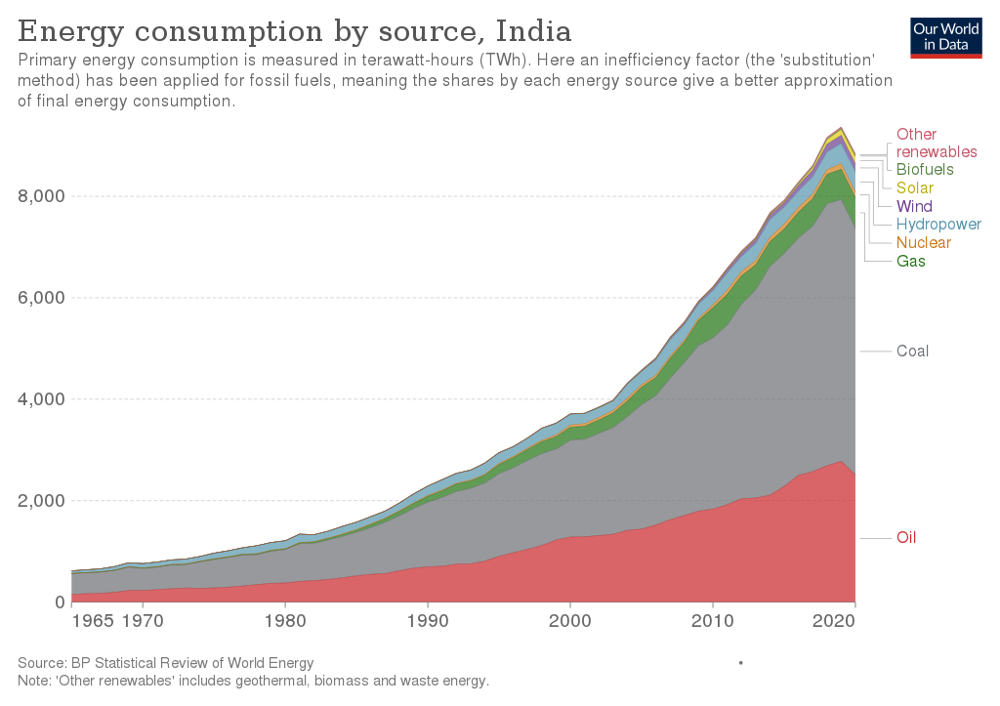 Energy consumption by source, India
Our World
in Data
Primary energy consumption is measured in terawatt-hours (TWh). Here an inefficiency factor (the 'substitution'
method) has been applied for fossil fuels, meaning the shares by each energy source give a better approximation
of final energy consumption.
Other
renewables
Biofuels
Solar
Wind
Hydropower
Nuclear
Gas
Coal
Oil
8,000
6,000
4,000
2,000
0
1965 1970 1980 1990 2000 2010 2020
Source: BP Statistical Review of World Energy
Note: 'Other renewables' includes geothermal, biomass and waste energy.